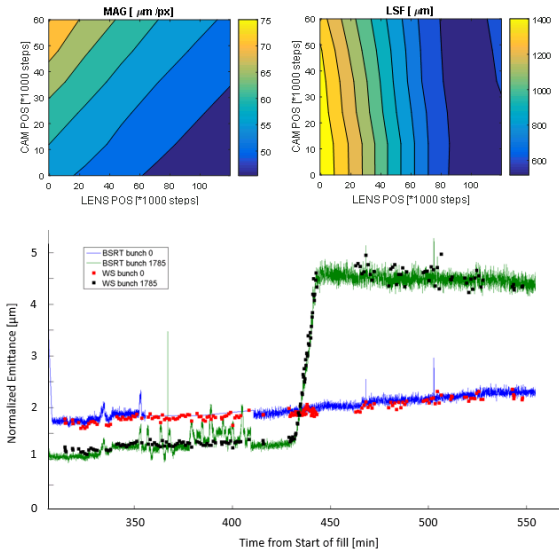 MAG [ μm /px]
CAM POS [*1000 steps]
60
50
40
30
20
10
0
0 20 40 60 80 100
LENS POS [*1000 steps]
75
70
65
60
55
50
LSF [ μm]
CAM POS [*1000 steps]
60
50
40
30
20
10
0
0 20 40 60 80 100
LENS POS [*1000 steps]
1400
1200
1000
800
600
Normalized Emittance [μm]
5
4
3
2
1
0
BSRT bunch 0
BSRT bunch 1785
WS bunch 0
WS bunch 1785
350 400 450 500 550
Time from Start of fill [min]